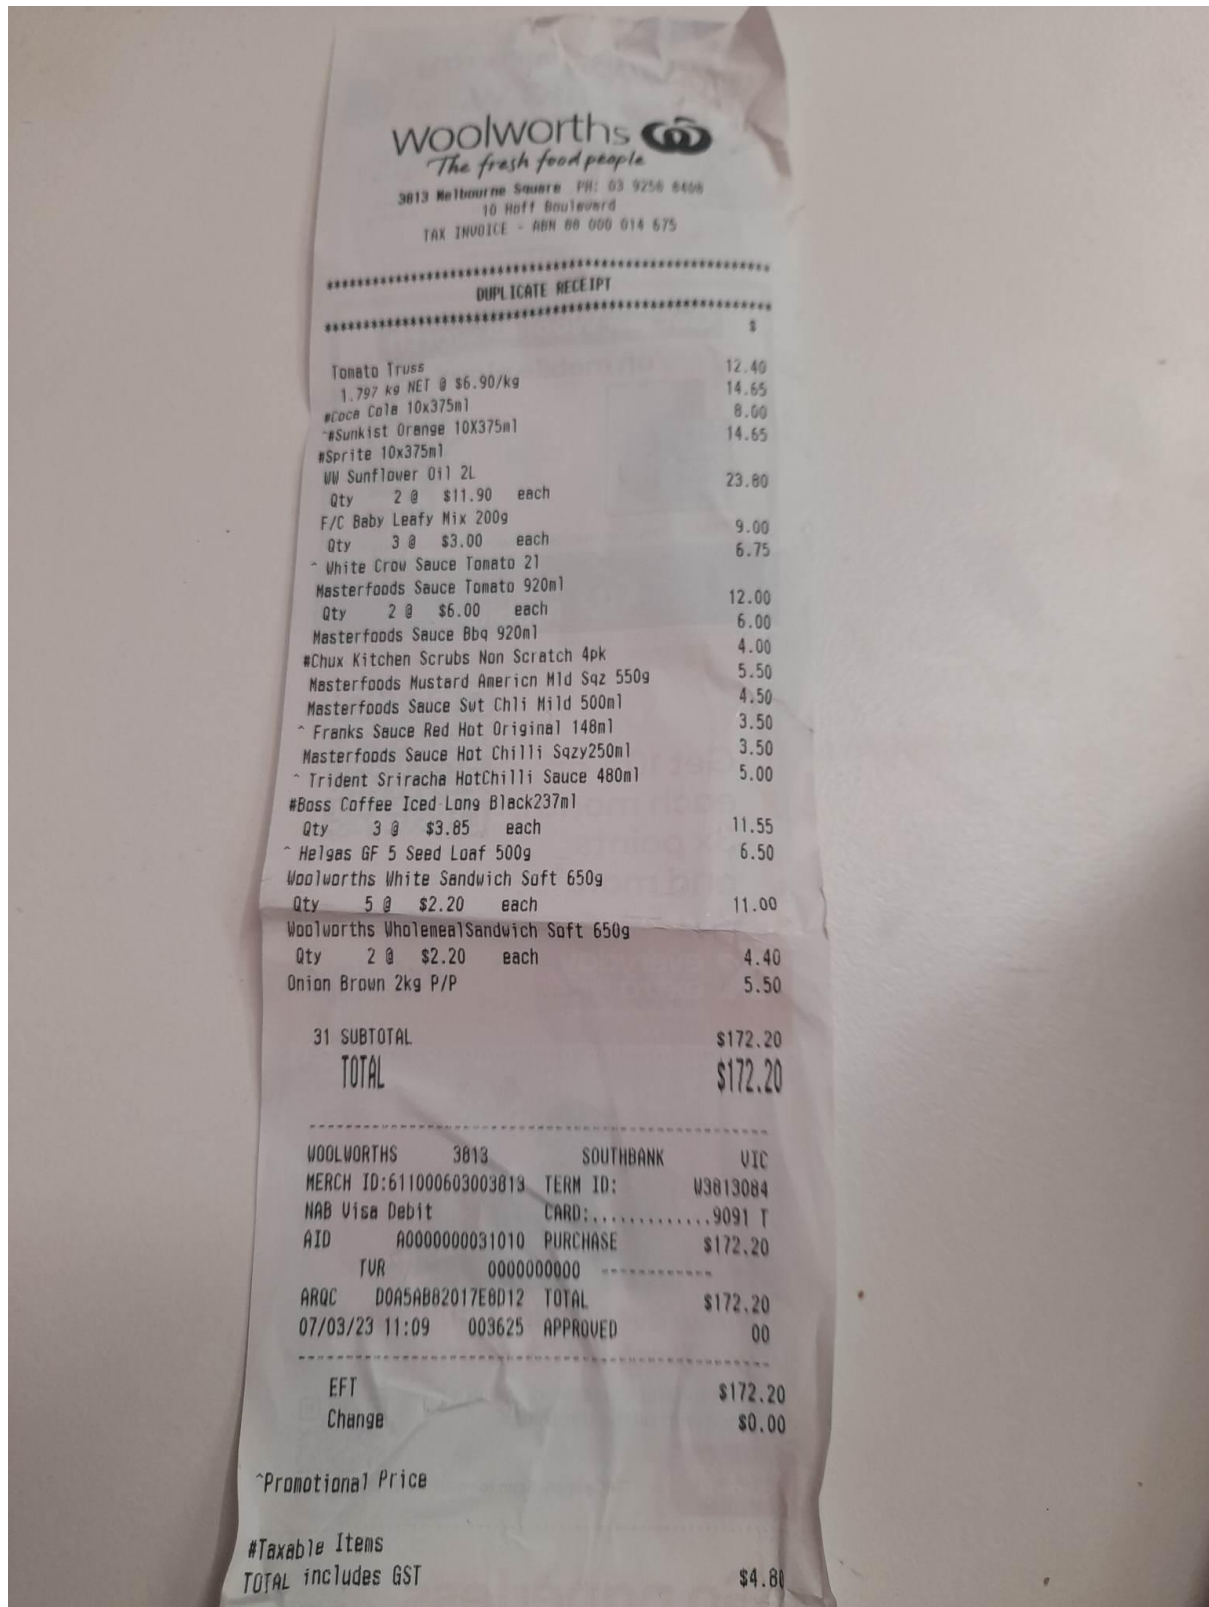 woolworths
The fresh food people
3813 Melbourne Square PH: 03 9256 6468
10 Hoff Boulevard
TAX INVOICE - ABN 88 000 014 675
**********************************************
DUPLICATE RECEIPT
**********************************************
$
Tomato Truss
1.797 kg NET @ $6.90/kg 12.40
#Coca Cola 10x375ml 14.65
^#Sunkist Orange 10X375ml 8.00
#Sprite 10x375ml 14.65
WW Sunflower Oil 2L
Qty 2 @ $11.90 each 23.80
F/C Baby Leafy Mix 200g
Qty 3 @ $3.00 each 9.00
^ White Crow Sauce Tomato 2l 6.75
Masterfoods Sauce Tomato 920ml
Qty 2 @ $6.00 each 12.00
Masterfoods Sauce Bbq 920ml 6.00
#Chux Kitchen Scrubs Non Scratch 4pk 4.00
Masterfoods Mustard Americn Mld Sqz 550g 5.50
Masterfoods Sauce Swt Chli Mild 500ml 4.50
^ Franks Sauce Red Hot Original 148ml 3.50
Masterfoods Sauce Hot Chilli Sqzy250ml 3.50
^ Trident Sriracha HotChilli Sauce 480ml 5.00
#Boss Coffee Iced Long Black237ml
Qty 3 @ $3.85 each 11.55
^ Helgas GF 5 Seed Loaf 500g 6.50
Woolworths White Sandwich Soft 650g
Qty 5 @ $2.20 each 11.00
Woolworths WholemealSandwich Soft 650g
Qty 2 @ $2.20 each 4.40
Onion Brown 2kg P/P 5.50
31 SUBTOTAL $172.20
TOTAL $172.20
----------------------------------------------
WOOLWORTHS 3813 SOUTHBANK VIC
MERCH ID:611000603003813 TERM ID: W3813084
NAB Visa Debit CARD:..............9091 T
AID A0000000031010 PURCHASE $172.20
TVR 0000000000 ------------
ARQC D0A5AB82017E8D12 TOTAL $172.20
07/03/23 11:09 003625 APPROVED 00
----------------------------------------------
EFT $172.20
Change $0.00
^Promotional Price
#Taxable Items
TOTAL includes GST $4.80